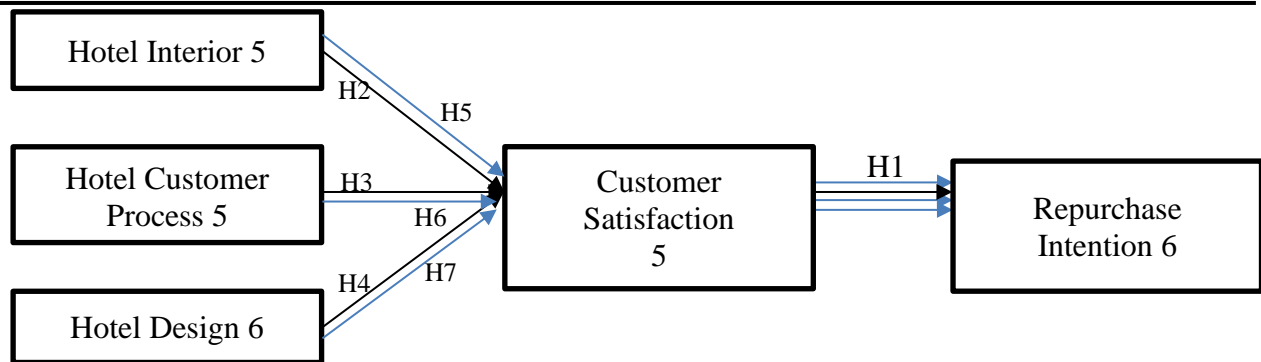 Hotel Interior 5
H2
H5
Hotel Customer
Process 5
H3
H6
H4
H7
Hotel Design 6
Customer
Satisfaction
5
H1
Repurchase
Intention 6